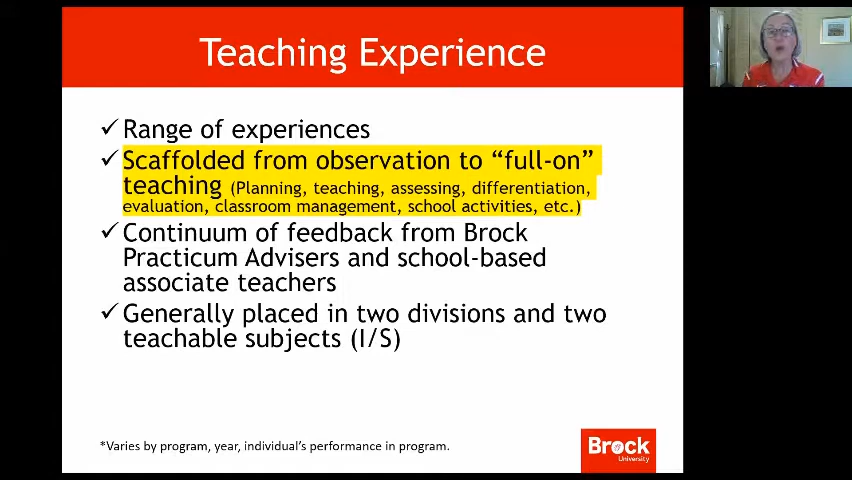 Teaching Experience
✓ Range of experiences
✓ Scaffolded from observation to “full-on”
teaching (Planning, teaching, assessing, differentiation,
evaluation, classroom management, school activities, etc.)
✓ Continuum of feedback from Brock
Practicum Advisers and school-based
associate teachers
✓ Generally placed in two divisions and two
teachable subjects (I/S)
*Varies by program, year, individual’s performance in program.
Brock
University